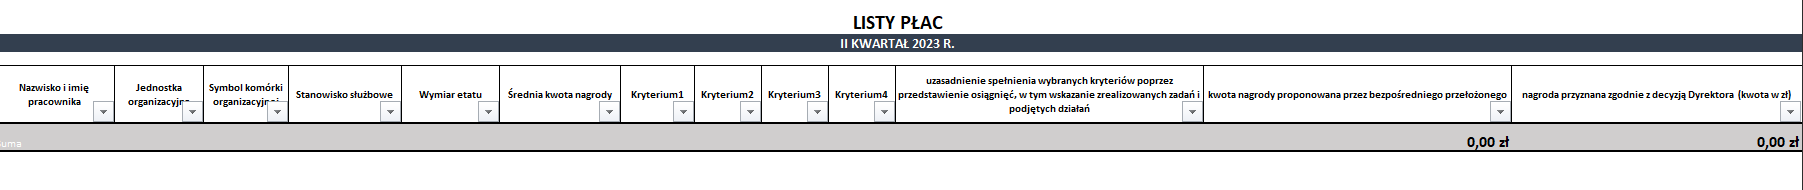 LISTY PŁAC
II KWARTAŁ 2023 R.
Nazwisko i imię
pracownika
Jednostka
organizacyjna
Symbol komórki
organizacyjnej
Stanowisko służbowe
Wymiar etatu
Średnia kwota nagrody
Kryterium1
Kryterium2
Kryterium3
Kryterium4
uzasadnienie spełnienia wybranych kryteriów poprzez
przedstawienie osiągnięć, w tym wskazanie zrealizowanych zadań i
podjętych działań
kwota nagrody proponowana przez bezpośredniego przełożonego
nagroda przyznana zgodnie z decyzją Dyrektora (kwota w zł)
Suma
0,00 zł
0,00 zł